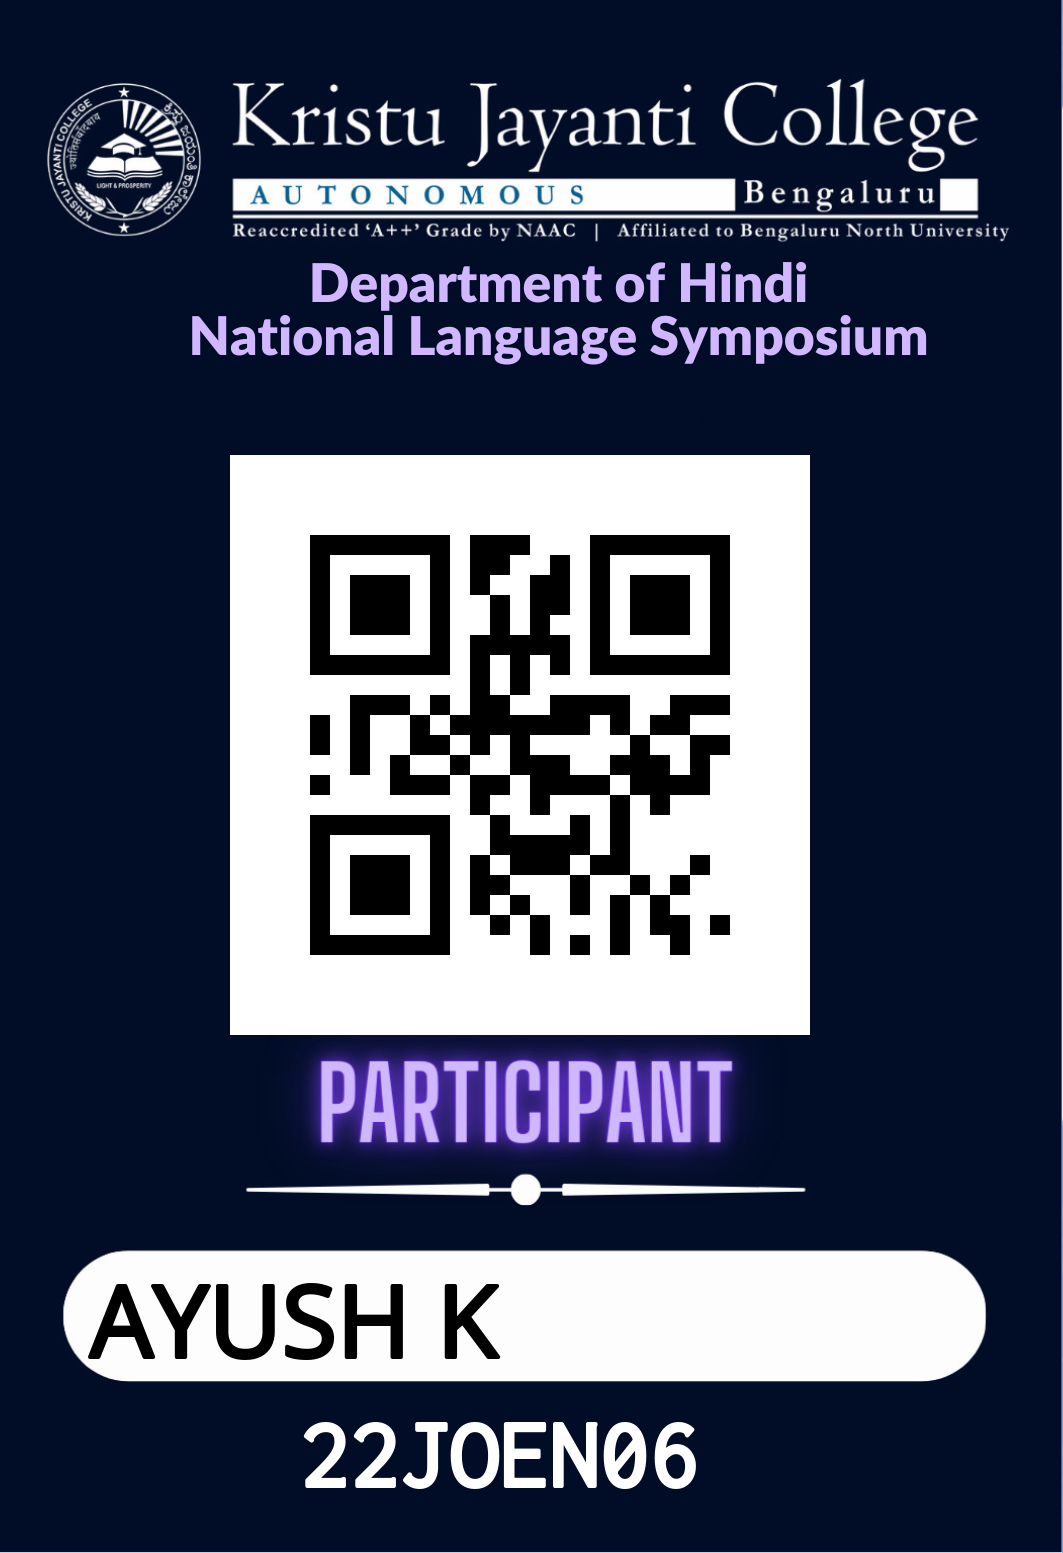 Kristu Jayanti College
AUTONOMOUS Bengaluru
Reaccredited ‘A++’ Grade by NAAC | Affiliated to Bengaluru North University
KRISTU JAYANTI COLLEGE
LIGHT & PROSPERITY
Department of Hindi
National Language Symposium
PARTICIPANT
AYUSH K
22JOEN06